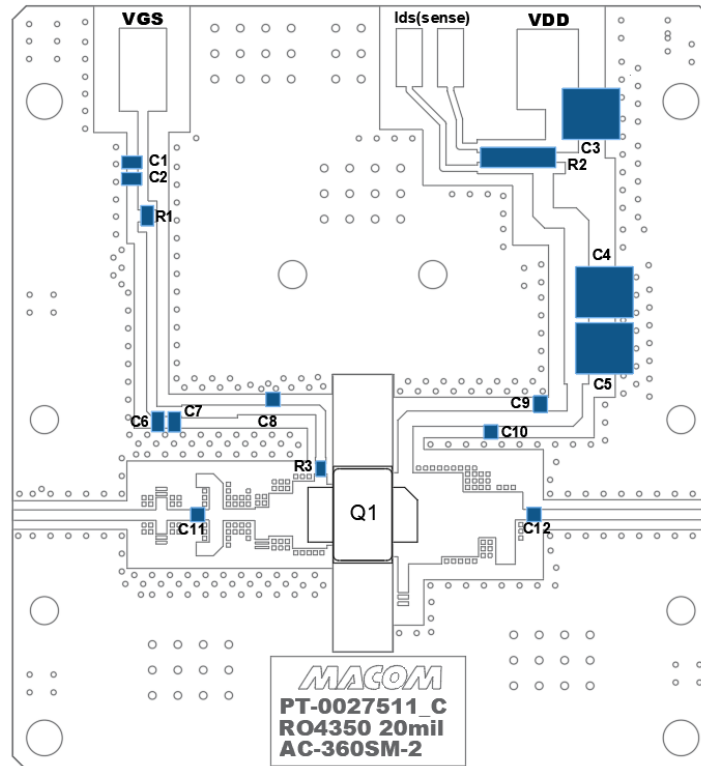 VGS
Ids(sense)
VDD
C1
C2
C3
R2
R1
C4
C5
C7
C6
C8
C9
C10
R3
Q1
C11
C12
MACOM
PT-0027511_C
RO4350 20mil
AC-360SM-2